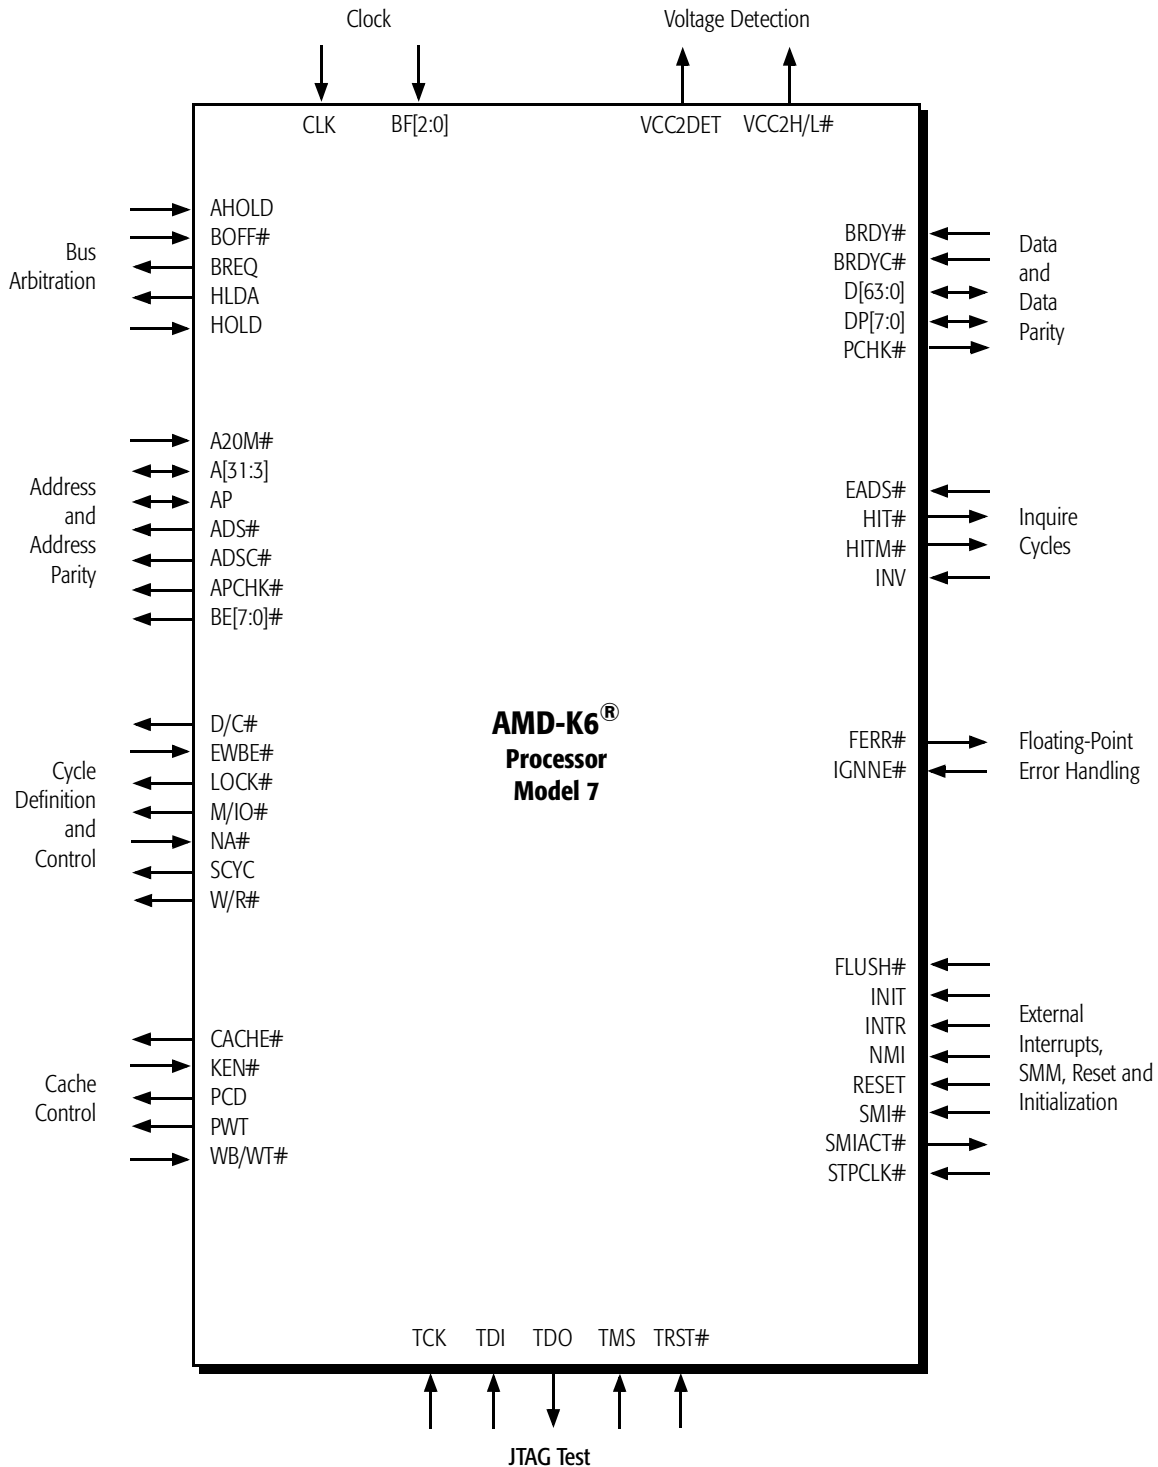 Clock
Voltage Detection
CLK
BF[2:0]
VCC2DET
VCC2H/L#
Bus
Arbitration
AHOLD
BOFF#
BREQ
HLDA
HOLD
BRDY#
BRDYC#
D[63:0]
DP[7:0]
PCHK#
Data
and
Data
Parity
Address
and
Address
Parity
A20M#
A[31:3]
AP
ADS#
ADSC#
APCHK#
BE[7:0]#
EADS#
HIT#
HITM#
INV
Inquire
Cycles
Cycle
Definition
and
Control
D/C#
EWBE#
LOCK#
M/IO#
NA#
SCYC
W/R#
AMD-K6®
Processor
Model 7
FERR#
IGNNE#
Floating-Point
Error Handling
Cache
Control
CACHE#
KEN#
PCD
PWT
WB/WT#
FLUSH#
INIT
INTR
NMI
RESET
SMI#
SMIACT#
STPCLK#
External
Interrupts,
SMM, Reset and
Initialization
TCK
TDI
TDO
TMS
TRST#
JTAG Test